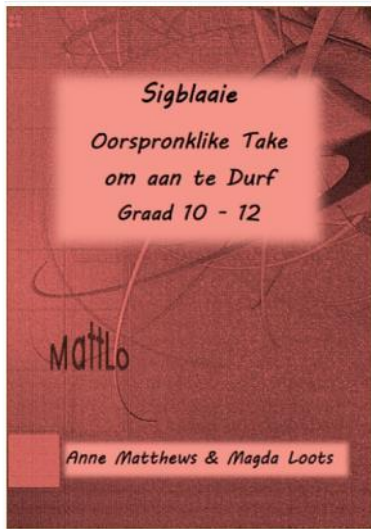 Sigblaaie
Oorspronklike Take
om aan te Durf
Graad 10 - 12
MattLo
Anne Matthews & Magda Loots